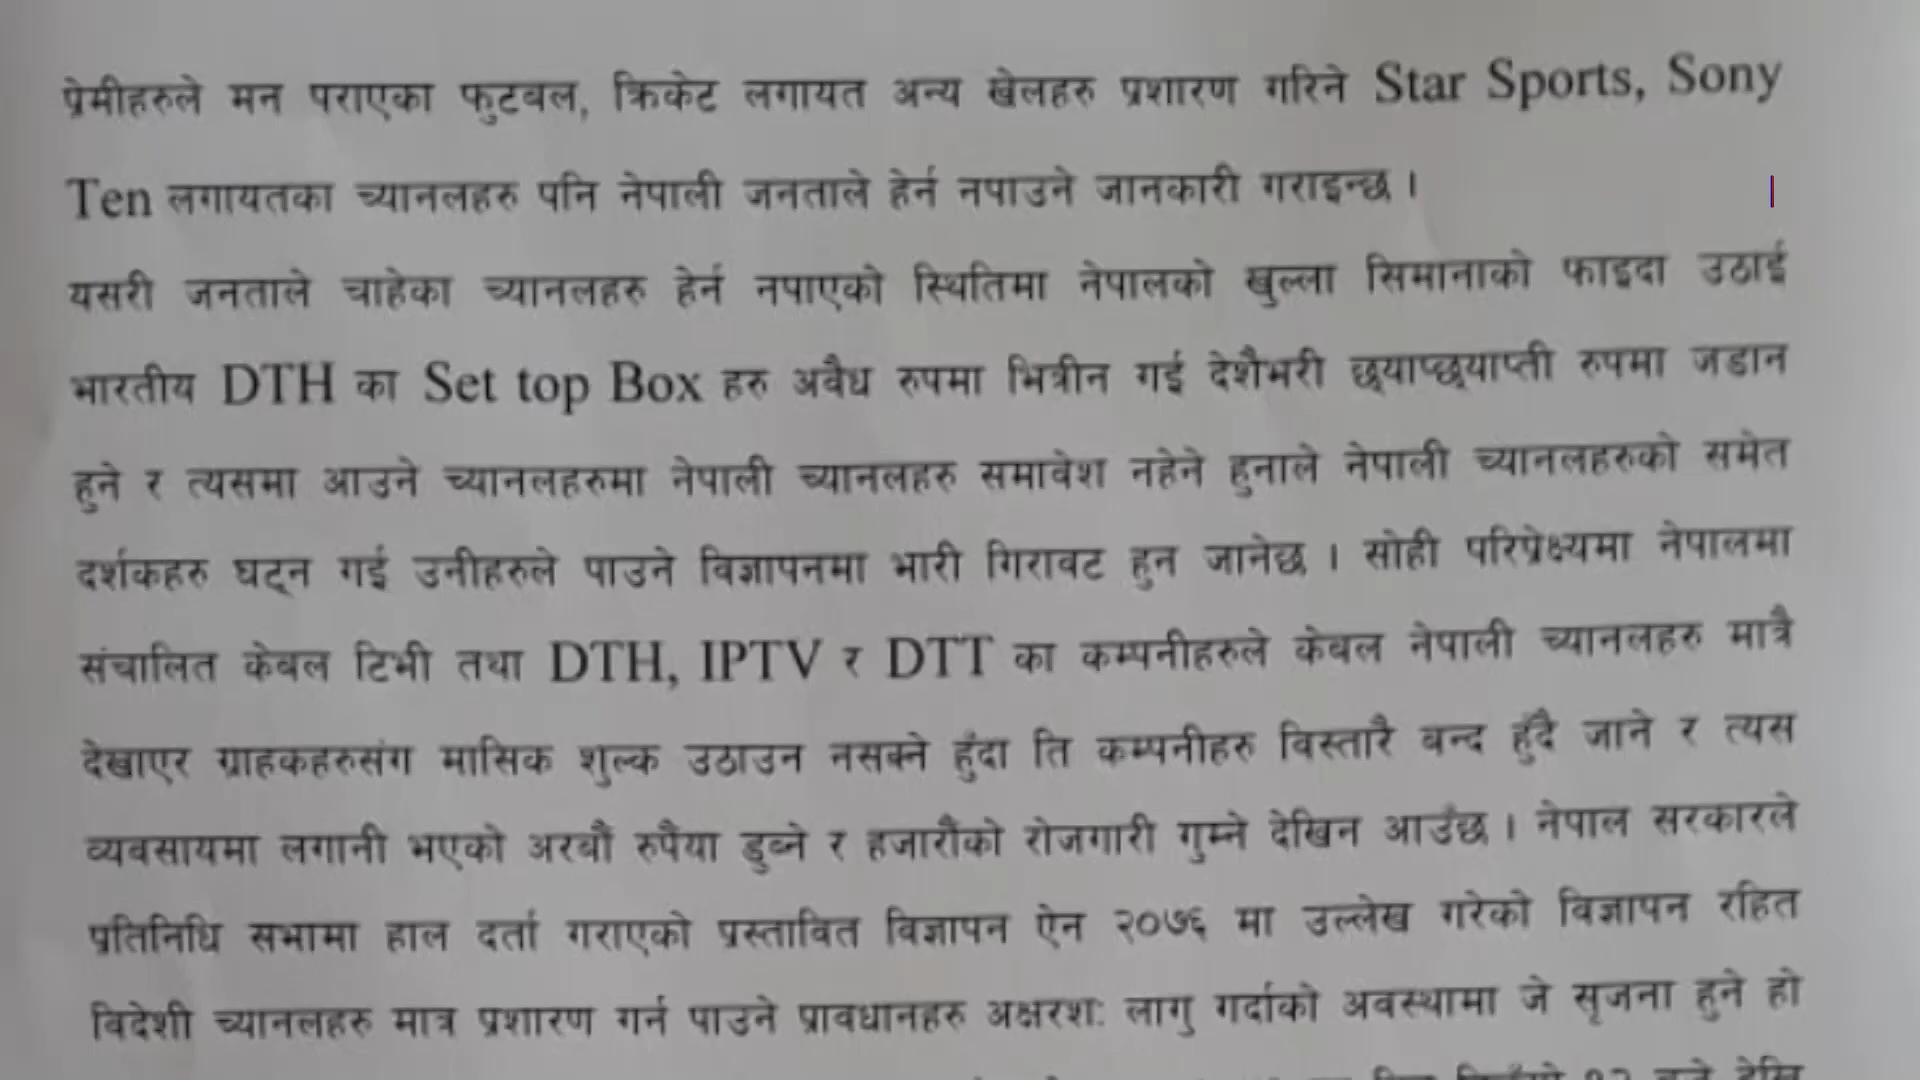 प्रेमीहरुले मन पराएका फुटवल, क्रिकेट लगायत अन्य खेलहरु प्रशारण गरिने Star Sports, Sony
Ten लगायतका च्यानलहरु पनि नेपाली जनताले हेर्न नपाउने जानकारी गराइन्छ ।
यसरी जनताले चाहेका च्यानलहरु हेर्न नपाएको स्थितिमा नेपालको खुल्ला सिमानाको फाइदा उठाई
भारतीय DTH का Set top Box हरु अवैध रुपमा भित्रीन गई देशैभरी छ्याप्छ्याप्ती रुपमा जडान
हुने र त्यसमा आउने च्यानलहरुमा नेपाली च्यानलहरु समावेश नहेने हुनाले नेपाली च्यानलहरुको समेत
दर्शकहरु घट्न गई उनीहरुले पाउने विज्ञापनमा भारी गिरावट हुन जानेछ । सोही परिप्रेक्ष्यमा नेपालमा
संचालित केवल टिभी तथा DTH, IPTV र DTT का कम्पनीहरुले केवल नेपाली च्यानलहरु मात्रै
देखाएर ग्राहकहरुसंग मासिक शुल्क उठाउन नसक्ने हुँदा ति कम्पनीहरु विस्तारै वन्द हुँदै जाने र त्यस
व्यवसायमा लगानी भएको अरवौ रुपैया डुव्ने र हजारौंको रोजगारी गुम्ने देखिन आउँछ । नेपाल सरकारले
प्रतिनिधि सभामा हाल दर्ता गराएको प्रस्तावित विज्ञापन ऐन २०७६ मा उल्लेख गरेको विज्ञापन रहित
विदेशी च्यानलहरु मात्र प्रशारण गर्न पाउने प्रावधानहरु अक्षरशः लागु गर्दाको अवस्थामा जे सृजना हुने हो